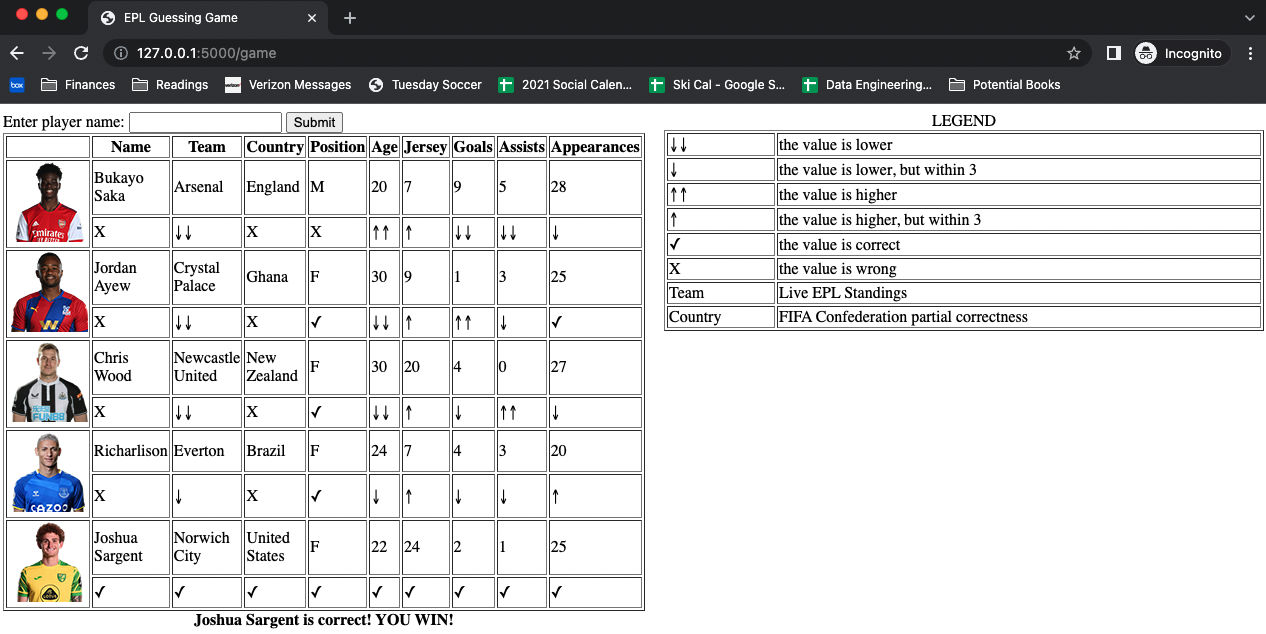 EPL Guessing Game
127.0.0.1:5000/game
Incognito
box Finances Readings verizon Verizon Messages Tuesday Soccer 2021 Social Calen... Ski Cal - Google S... Data Engineering... Potential Books
Enter player name: Submit
Name Team Country Position Age Jersey Goals Assists Appearances
Bukayo Saka Arsenal England M 20 7 9 5 28
X ↓↓ X X ↑↑ ↑ ↓↓ ↓↓ ↓
Jordan Ayew Crystal Palace Ghana F 30 9 1 3 25
X ↓↓ X ✓ ↓↓ ↑ ↑↑ ↓ ✓
Chris Wood Newcastle United New Zealand F 30 20 4 0 27
X ↓↓ X ✓ ↓↓ ↑ ↓ ↑↑ ↓
Richarlison Everton Brazil F 24 7 4 3 20
X ↓ X ✓ ↓ ↑ ↓ ↓ ↑
Joshua Sargent Norwich City United States F 22 24 2 1 25
✓ ✓ ✓ ✓ ✓ ✓ ✓ ✓ ✓
Joshua Sargent is correct! YOU WIN!
LEGEND
↓↓ the value is lower
↓ the value is lower, but within 3
↑↑ the value is higher
↑ the value is higher, but within 3
✓ the value is correct
X the value is wrong
Team Live EPL Standings
Country FIFA Confederation partial correctness